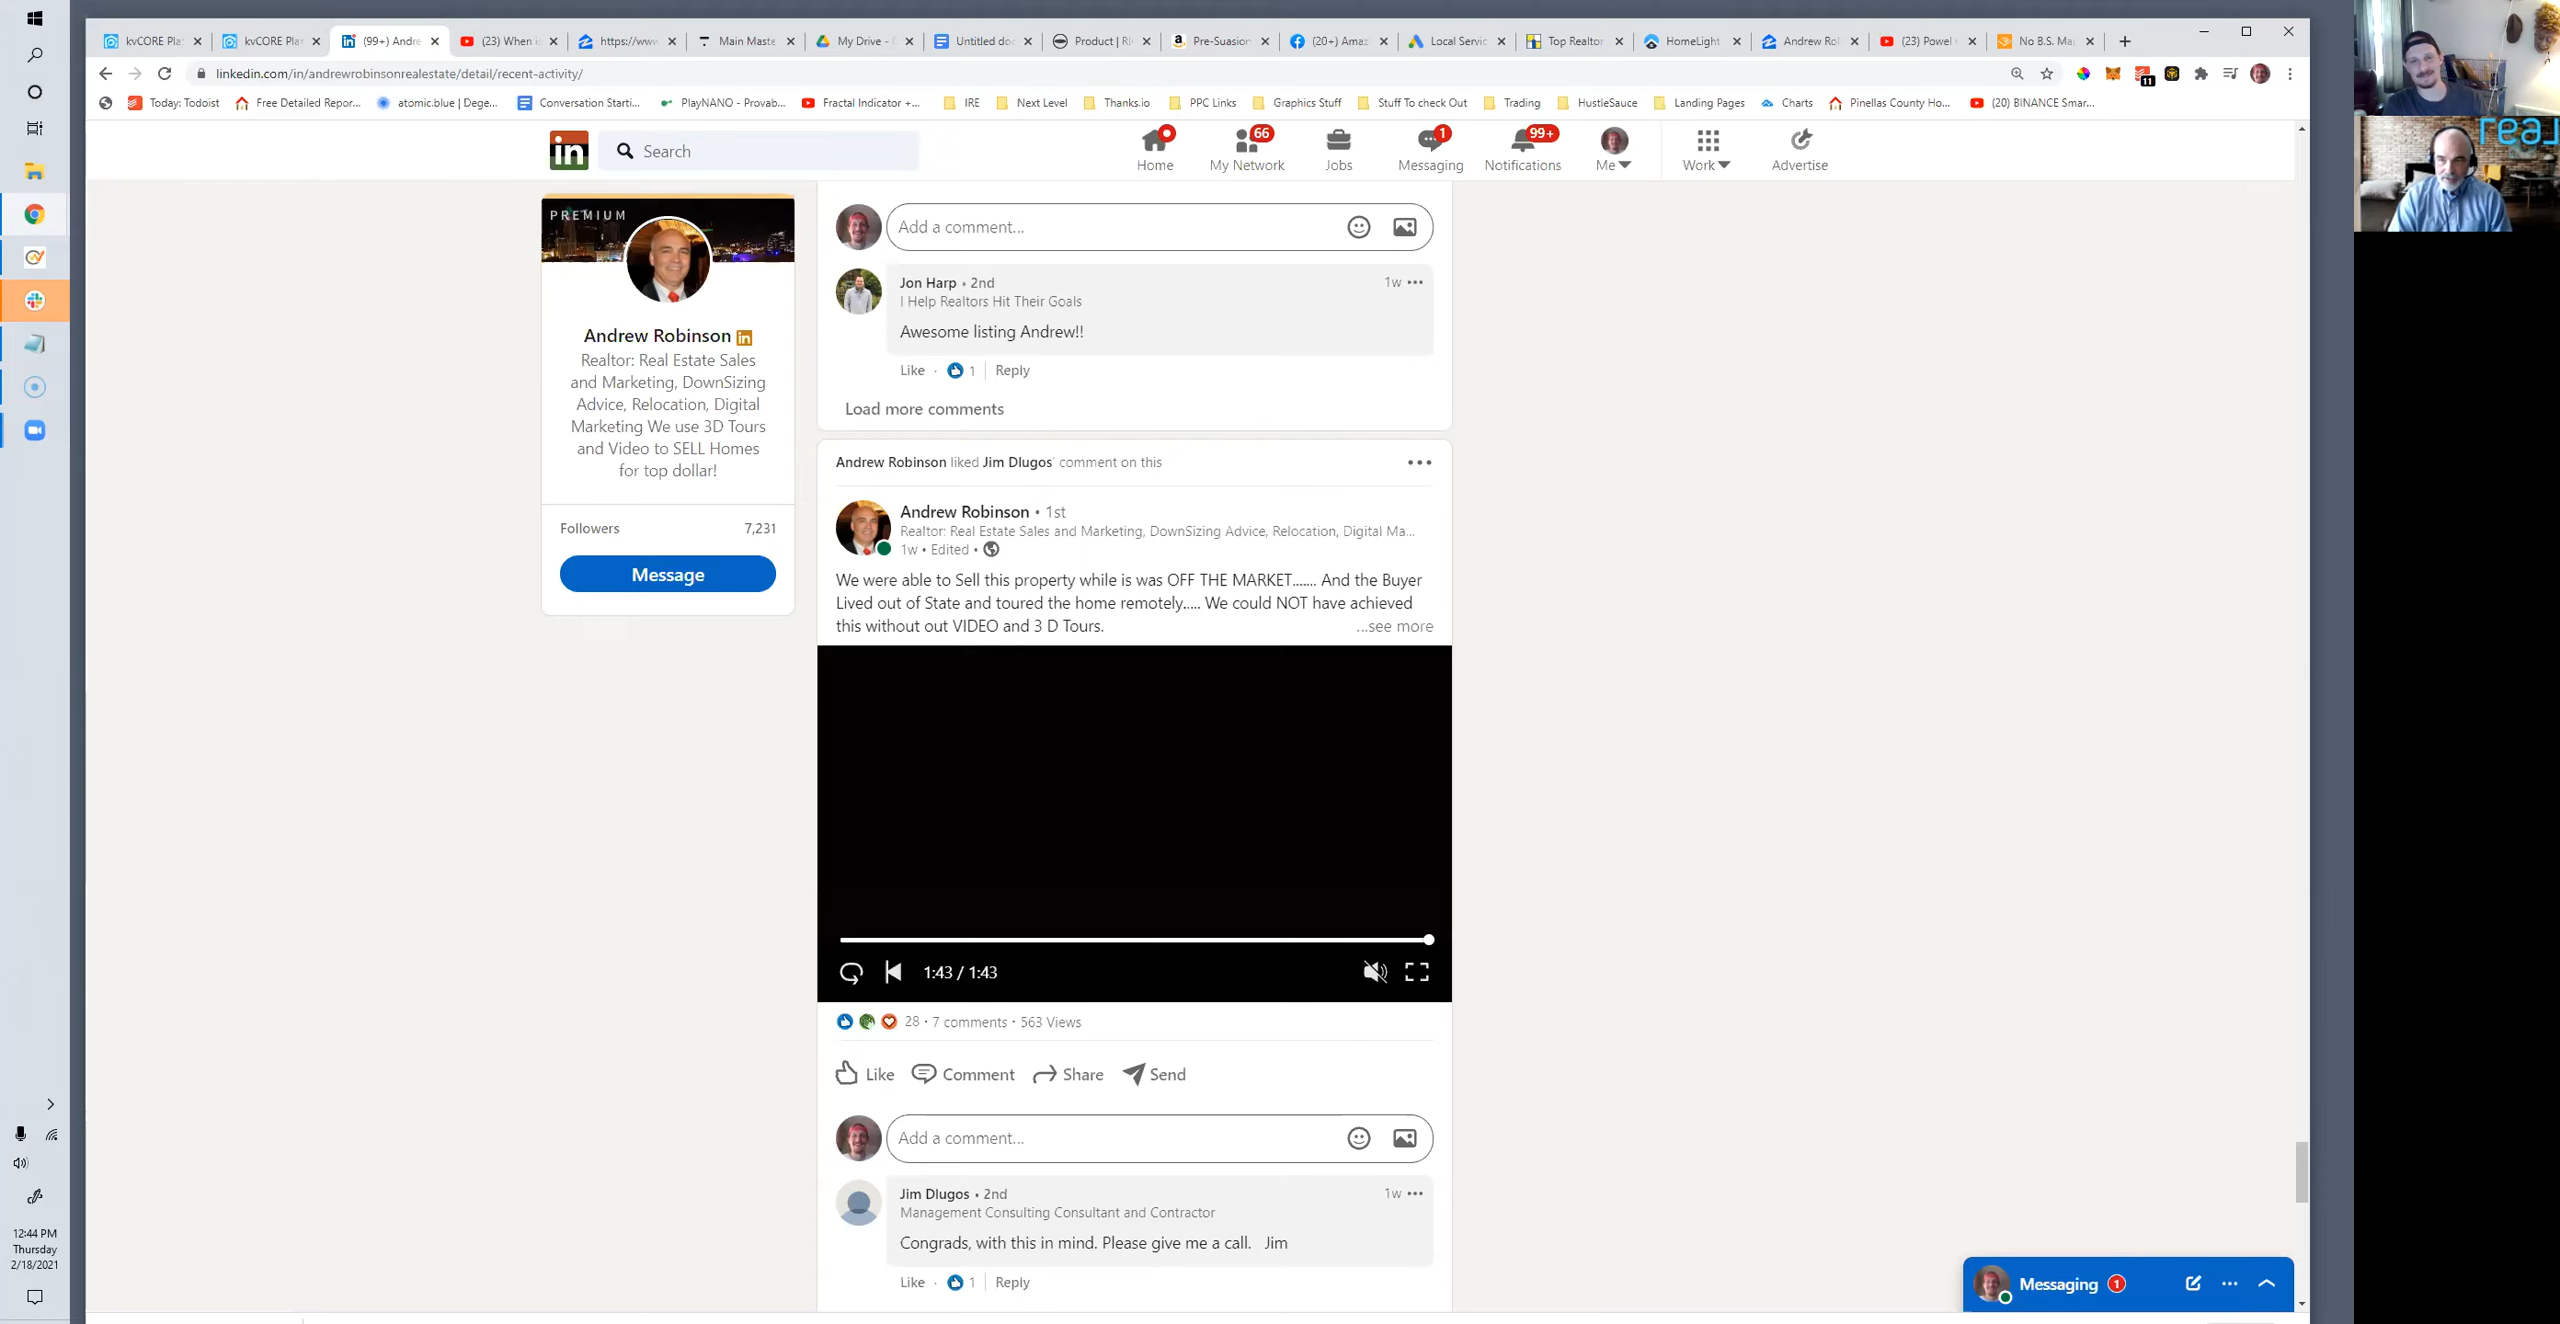 kvCORE Pla
kvCORE Pla
(99+) Andre
(23) When i
https://www
Main Maste
My Drive - G
Untitled doc
Product | Ri
Pre-Suasion
(20+) Amaz
Local Servic
Top Realtor
HomeLight
Andrew Rob
(23) Powel
No B.S. Mar
linkedin.com/in/andrewrobinsonrealestate/detail/recent-activity/
11
Today: Todoist
Free Detailed Repor...
atomic.blue | Dege...
Conversation Starti...
PlayNANO - Provab...
Fractal Indicator +...
IRE
Next Level
Thanks.io
PPC Links
Graphics Stuff
Stuff To check Out
Trading
HustleSauce
Landing Pages
Charts
Pinellas County Ho...
(20) BINANCE Smar...
real
in
Search
Home
66
My Network
Jobs
1
Messaging
99+
Notifications
Me
Work
Advertise
PREMIUM
Andrew Robinson in
Realtor: Real Estate Sales
and Marketing, DownSizing
Advice, Relocation, Digital
Marketing We use 3D Tours
and Video to SELL Homes
for top dollar!
Followers 7,231
Message
Add a comment...
Jon Harp • 2nd 1w
I Help Realtors Hit Their Goals
Awesome listing Andrew!!
Like · 1 | Reply
Load more comments
Andrew Robinson liked Jim Dlugos' comment on this
Andrew Robinson • 1st
Realtor: Real Estate Sales and Marketing, DownSizing Advice, Relocation, Digital Ma...
1w • Edited •
We were able to Sell this property while is was OFF THE MARKET....... And the Buyer
Lived out of State and toured the home remotely..... We could NOT have achieved
this without out VIDEO and 3 D Tours. ...see more
1:43 / 1:43
28 · 7 comments · 563 Views
Like Comment Share Send
Add a comment...
Jim Dlugos • 2nd 1w
Management Consulting Consultant and Contractor
Congrads, with this in mind. Please give me a call. Jim
Like · 1 | Reply
Messaging 1
12:44 PM
Thursday
2/18/2021